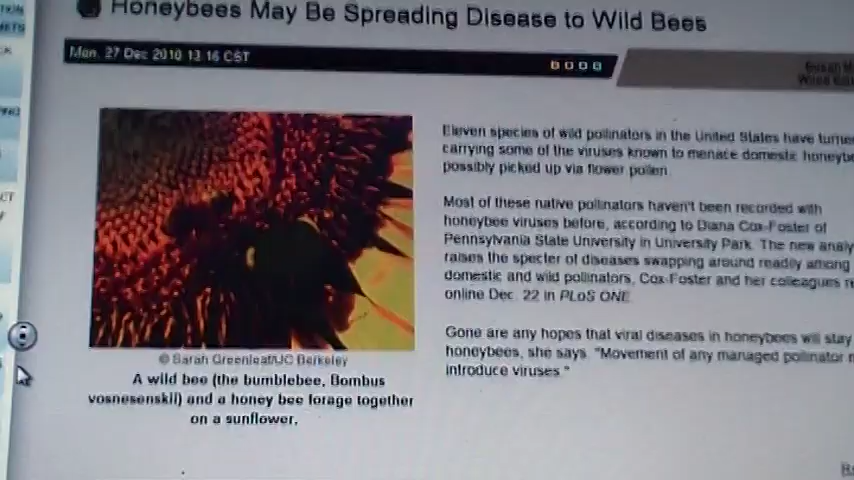 Honeybees May Be Spreading Disease to Wild Bees
Mon, 27 Dec 2010 13:16 CST
Eleven species of wild pollinators in the United States have turne
carrying some of the viruses known to menace domestic honeyb
possibly picked up via flower pollen.
Most of these native pollinators haven't been recorded with
honeybee viruses before, according to Diana Cox-Foster of
Pennsylvania State University in University Park. The new analy
raises the specter of diseases swapping around readily among
domestic and wild pollinators, Cox-Foster and her colleagues re
online Dec. 22 in PLoS ONE.
Gone are any hopes that viral diseases in honeybees will stay
honeybees, she says. "Movement of any managed pollinator m
introduce viruses."
© Sarah Greenleaf/UC Berkeley
A wild bee (the bumblebee, Bombus
vosnesenskii) and a honey bee forage together
on a sunflower.